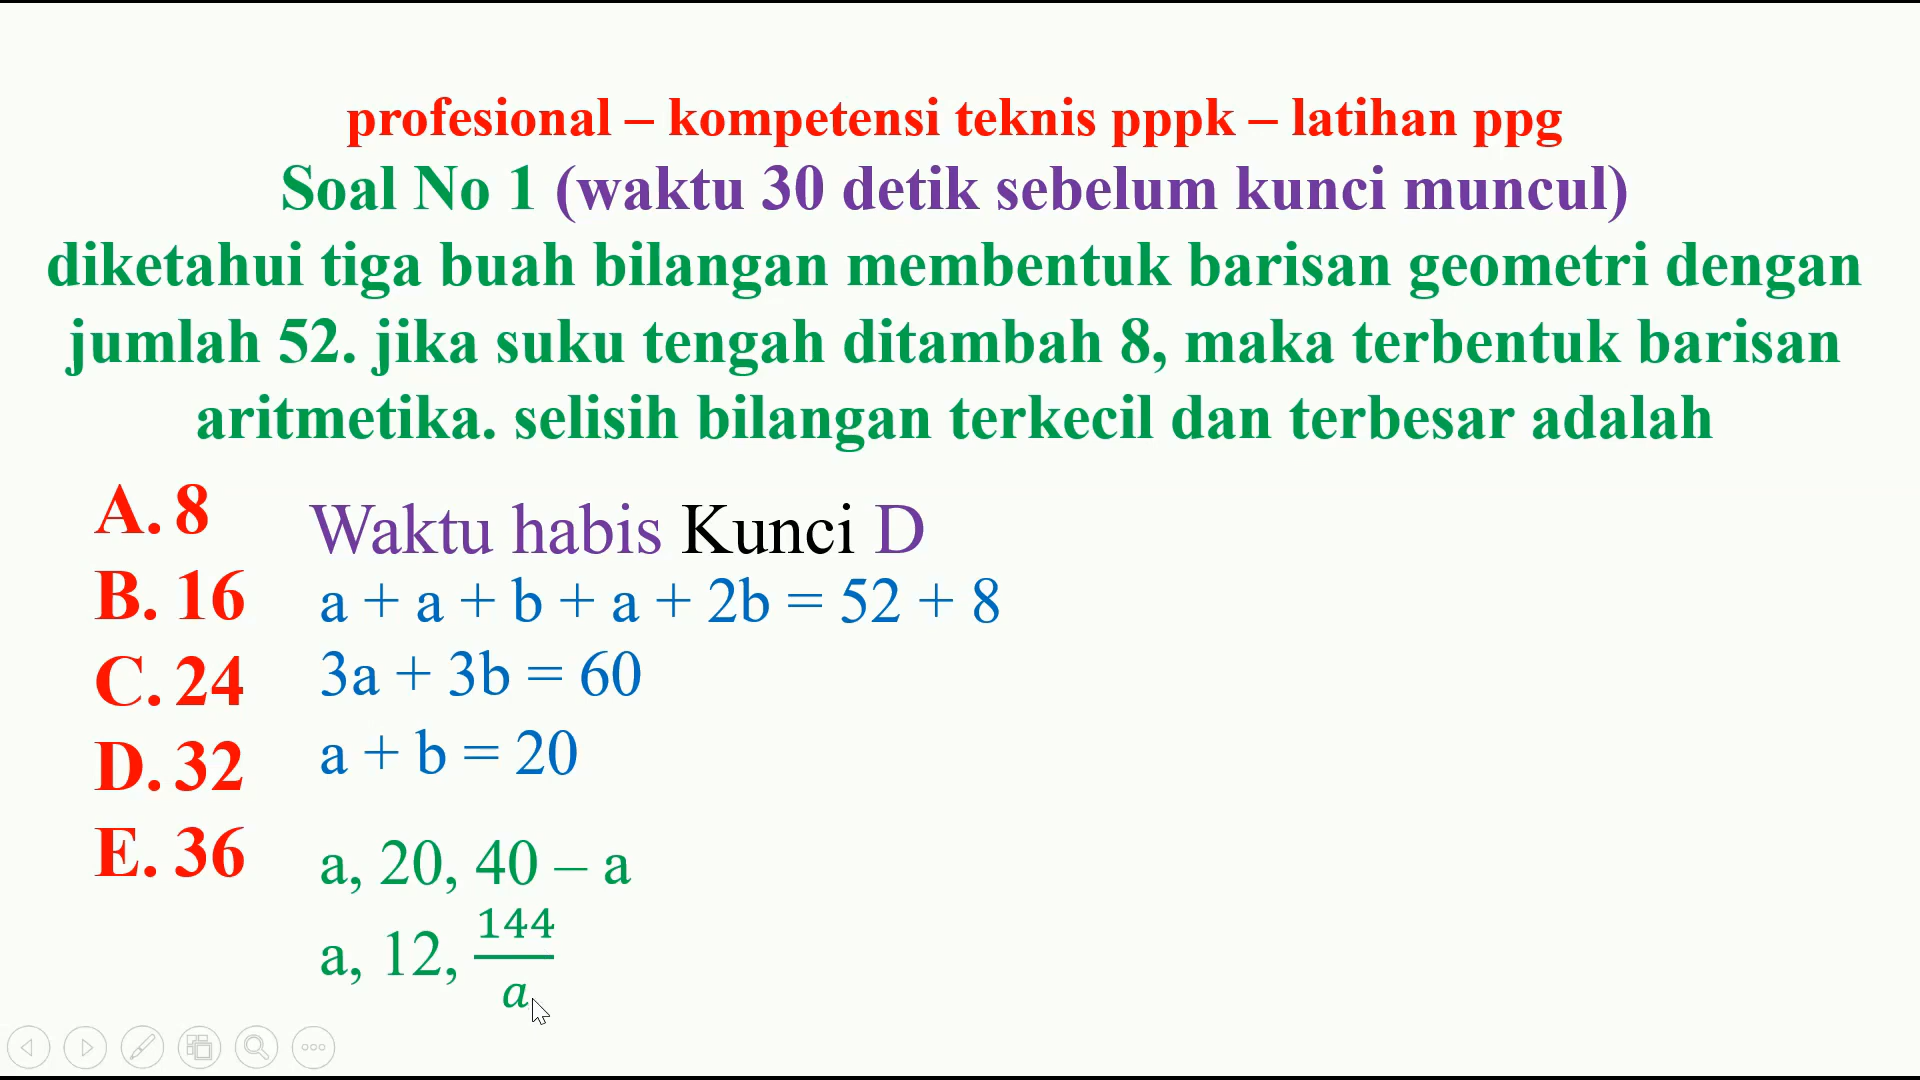 profesional – kompetensi teknis pppk – latihan ppg
Soal No 1 (waktu 30 detik sebelum kunci muncul)
diketahui tiga buah bilangan membentuk barisan geometri dengan
jumlah 52. jika suku tengah ditambah 8, maka terbentuk barisan
aritmetika. selisih bilangan terkecil dan terbesar adalah
A. 8
B. 16
C. 24
D. 32
E. 36
Waktu habis Kunci D
a + a + b + a + 2b = 52 + 8
3a + 3b = 60
a + b = 20
a, 20, 40 – a
a, 12, 144/a